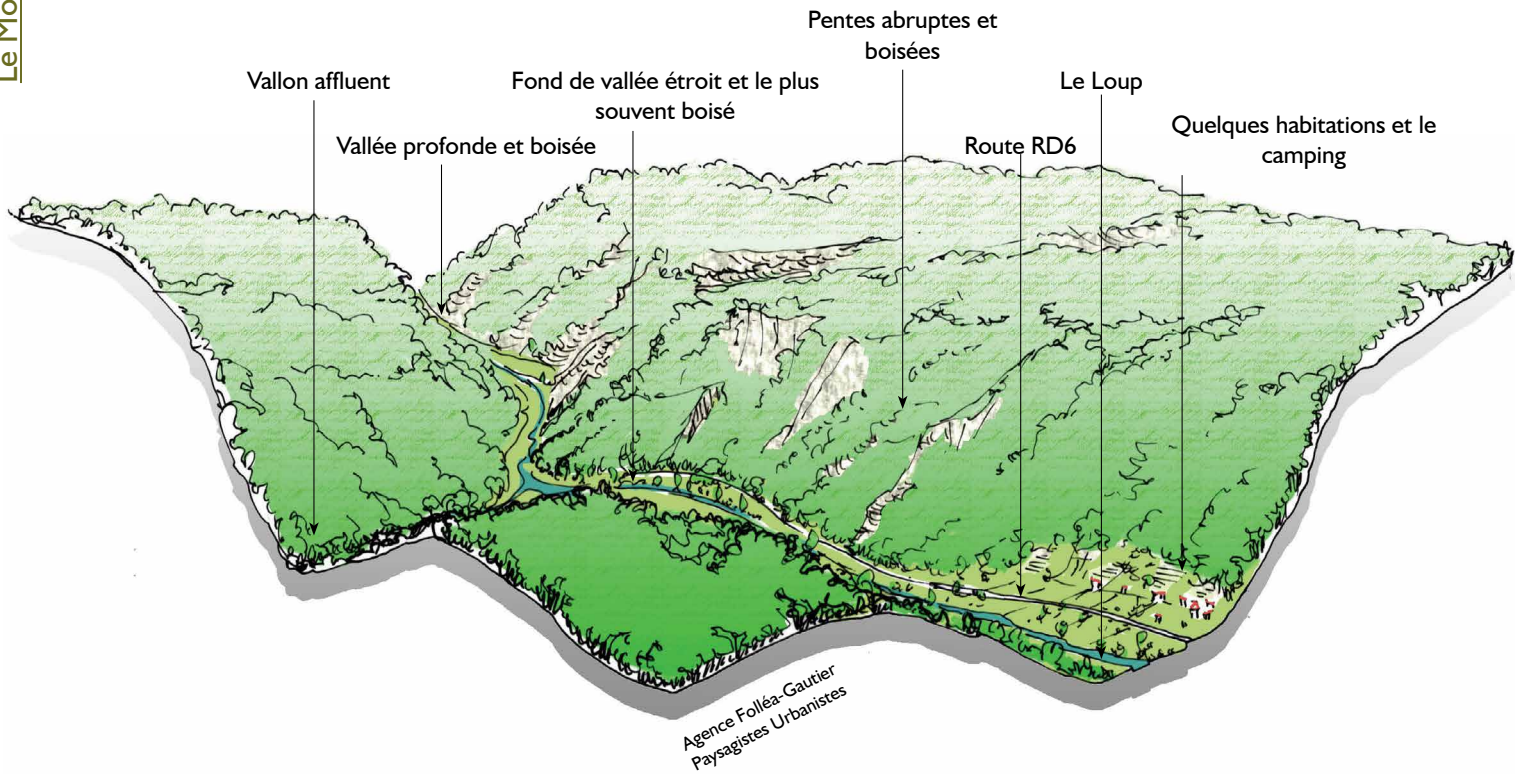 Le Mo
Pentes abruptes et
boisées
Vallon affluent
Fond de vallée étroit et le plus
souvent boisé
Le Loup
Quelques habitations et le
camping
Vallée profonde et boisée
Route RD6
Agence Folléa-Gautier
Paysagistes Urbanistes